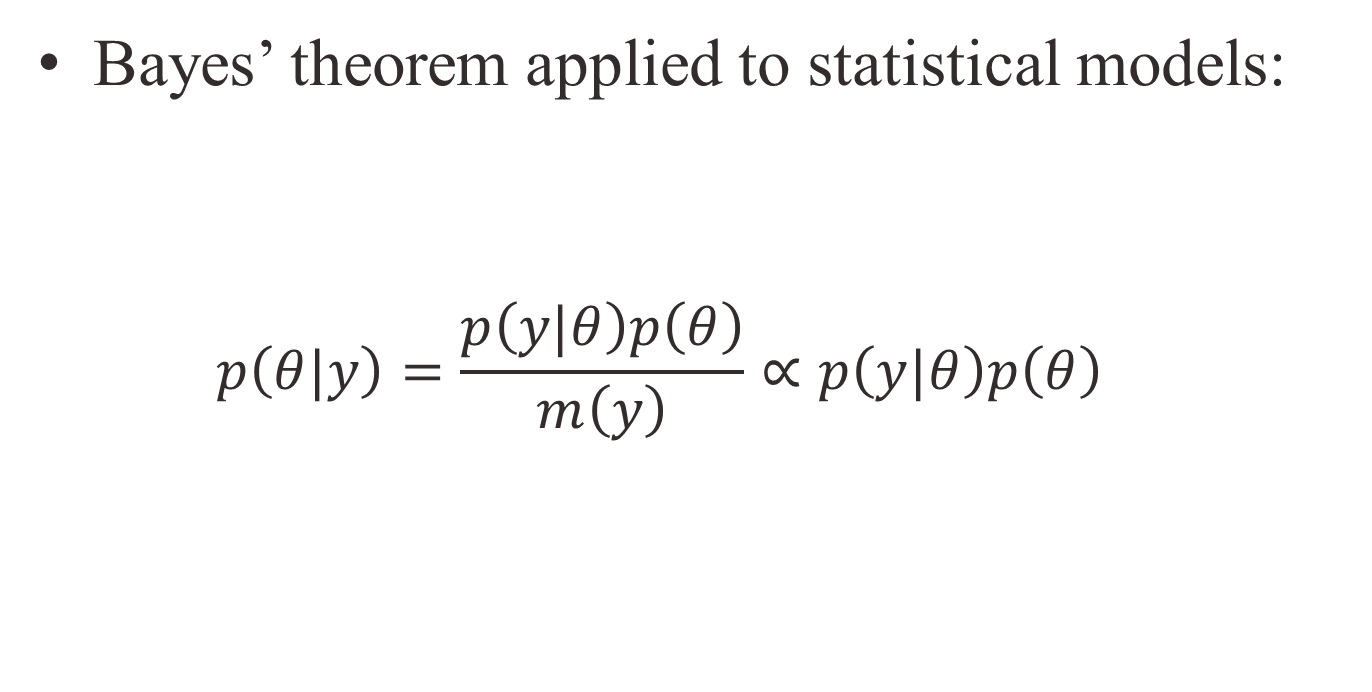 • Bayes’ theorem applied to statistical models:
p(θ|y) = p(y|θ)p(θ) / m(y) ∝ p(y|θ)p(θ)